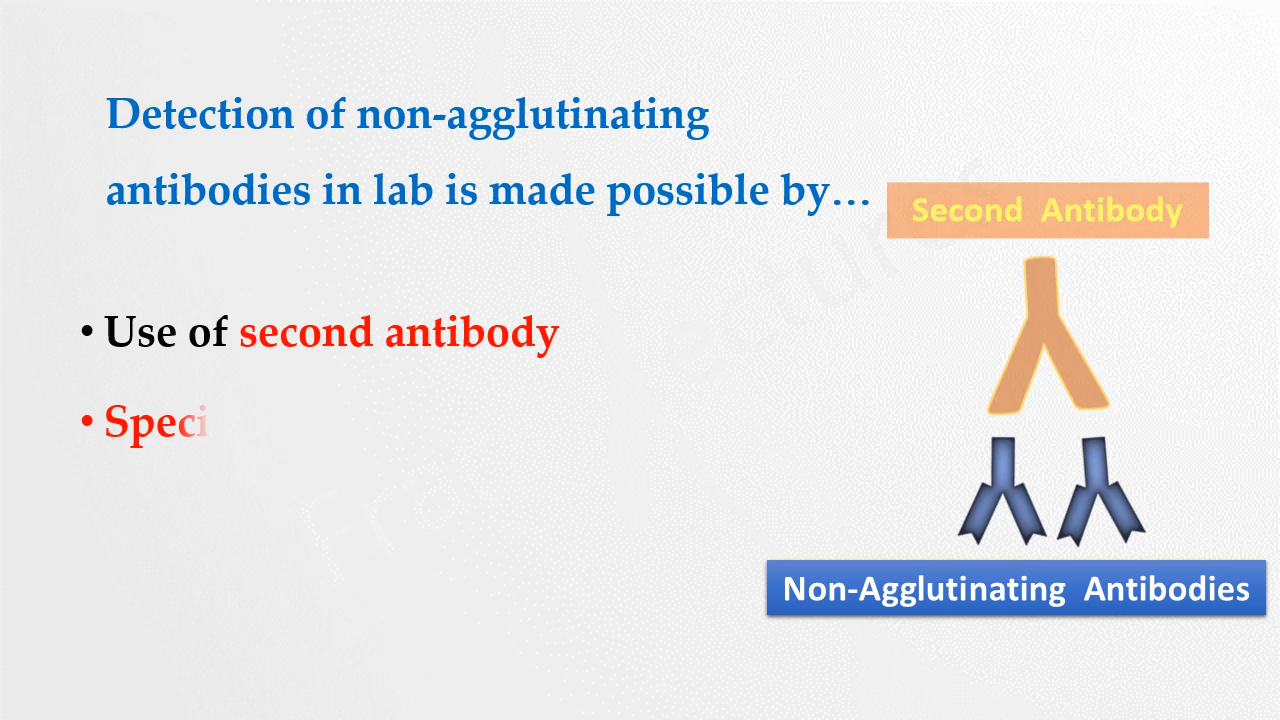 Detection of non-agglutinating
antibodies in lab is made possible by…
Second Antibody
• Use of second antibody
• Speci
Non-Agglutinating Antibodies